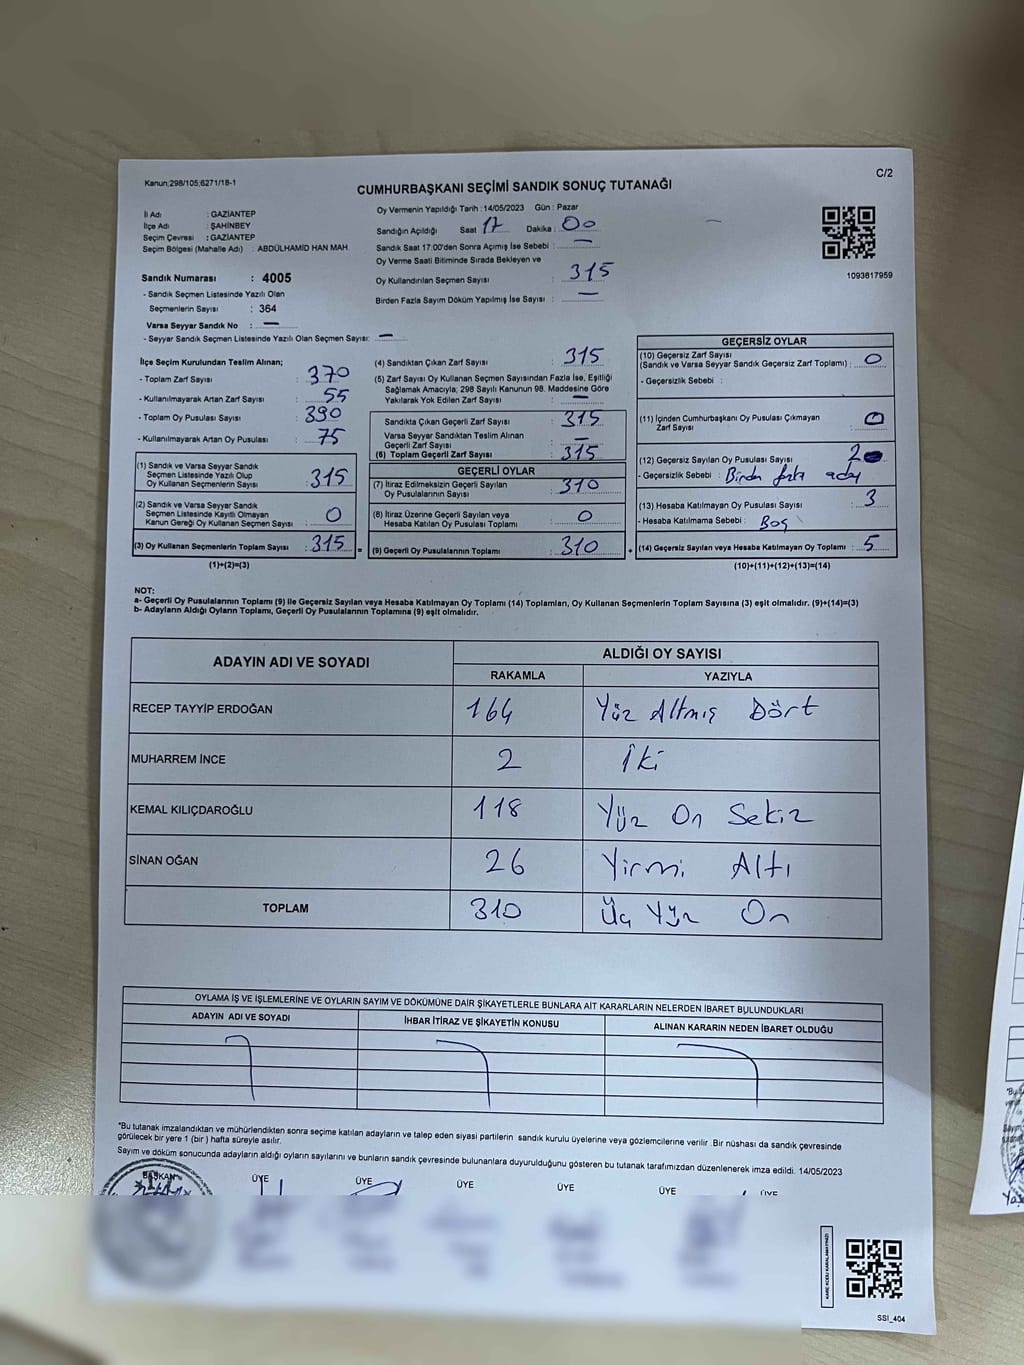 Kanun;298/105;6271/18-1
C/2
CUMHURBAŞKANI SEÇİMİ SANDIK SONUÇ TUTANAĞI
İl Adı : GAZİANTEP
İlçe Adı : ŞAHİNBEY
Seçim Çevresi : GAZİANTEP
Seçim Bölgesi (Mahalle Adı) : ABDÜLHAMİD HAN MAH.
Sandık Numarası : 4005
- Sandık Seçmen Listesinde Yazılı Olan
Seçmenlerin Sayısı : 364
Varsa Seyyar Sandık No : —
- Seyyar Sandık Seçmen Listesinde Yazılı Olan Seçmen Sayısı: —
Oy Vermenin Yapıldığı Tarih : 14/05/2023 Gün : Pazar
Sandığın Açıldığı Saat 17 Dakika : 00
Sandık Saat 17:00'den Sonra Açımış İse Sebebi : —
Oy Verme Saati Bitiminde Sırada Bekleyen ve
Oy Kullandırılan Seçmen Sayısı : 315
Birden Fazla Sayım Döküm Yapılmış İse Sayısı : —
1093817959
İlçe Seçim Kurulundan Teslim Alınan;
- Toplam Zarf Sayısı : 370
- Kullanılmayarak Artan Zarf Sayısı : 55
- Toplam Oy Pusulası Sayısı : 390
- Kullanılmayarak Artan Oy Pusulası : 75
(1) Sandık ve Varsa Seyyar Sandık
Seçmen Listesinde Yazılı Olup
Oy Kullanan Seçmenlerin Sayısı : 315
(2) Sandık ve Varsa Seyyar Sandık
Seçmen Listesinde Kayıtlı Olmayan
Kanun Gereği Oy Kullanan Seçmen Sayısı : 0
(3) Oy Kullanan Seçmenlerin Toplam Sayısı : 315 =
(1)+(2)=(3)
(4) Sandıktan Çıkan Zarf Sayısı : 315
(5) Zarf Sayısı Oy Kullanan Seçmen Sayısından Fazla İse, Eşitliği
Sağlamak Amacıyla; 298 Sayılı Kanunun 98. Maddesine Göre
Yakılarak Yok Edilen Zarf Sayısı : —
Sandıkta Çıkan Geçerli Zarf Sayısı : 315
Varsa Seyyar Sandıktan Teslim Alınan
Geçerli Zarf Sayısı : —
(6) Toplam Geçerli Zarf Sayısı : 315
GEÇERLİ OYLAR
(7) İtiraz Edilmeksizin Geçerli Sayılan
Oy Pusulalarının Sayısı : 310
(8) İtiraz Üzerine Geçerli Sayılan veya
Hesaba Katılan Oy Pusulası Toplamı : 0
(9) Geçerli Oy Pusulalarının Toplamı : 310 +
GEÇERSİZ OYLAR
(10) Geçersiz Zarf Sayısı
(Sandık ve Varsa Seyyar Sandık Geçersiz Zarf Toplamı) : 0
- Geçersizlik Sebebi :
(11) İçinden Cumhurbaşkanı Oy Pusulası Çıkmayan
Zarf Sayısı : 0
(12) Geçersiz Sayılan Oy Pusulası Sayısı : 2
- Geçersizlik Sebebi : Birden fazla aday
(13) Hesaba Katılmayan Oy Pusulası Sayısı : 3
- Hesaba Katılmama Sebebi : Boş
(14) Geçersiz Sayılan veya Hesaba Katılmayan Oy Toplamı : 5
(10)+(11)+(12)+(13)=(14)
NOT:
a- Geçerli Oy Pusulalarının Toplamı (9) ile Geçersiz Sayılan veya Hesaba Katılmayan Oy Toplamı (14) Toplamları, Oy Kullanan Seçmenlerin Toplam Sayısına (3) eşit olmalıdır. (9)+(14)=(3)
b- Adayların Aldığı Oyların Toplamı, Geçerli Oy Pusulalarının Toplamına (9) eşit olmalıdır.
ADAYIN ADI VE SOYADI
ALDIĞI OY SAYISI
RAKAMLA YAZIYLA
RECEP TAYYİP ERDOĞAN 164 Yüz Altmış Dört
MUHARREM İNCE 2 İki
KEMAL KILIÇDAROĞLU 118 Yüz On Sekiz
SİNAN OĞAN 26 Yirmi Altı
TOPLAM 310 Üç Yüz On
OYLAMA İŞ VE İŞLEMLERİNE VE OYLARIN SAYIM VE DÖKÜMÜNE DAİR ŞİKAYETLERLE BUNLARA AİT KARARLARIN NELERDEN İBARET BULUNDUKLARI
ADAYIN ADI VE SOYADI İHBAR İTİRAZ VE ŞİKAYETİN KONUSU ALINAN KARARIN NEDEN İBARET OLDUĞU
"Bu tutanak imzalandıktan ve mühürlendikten sonra seçime katılan adayların ve talep eden siyasi partilerin sandık kurulu üyelerine veya gözlemcilerine verilir. Bir nüshası da sandık çevresinde
görülecek bir yere 1 (bir ) hafta süreyle asılır.
Sayım ve döküm sonucunda adayların aldığı oyların sayılarını ve bunların sandık çevresinde bulunanlara duyurulduğunu gösteren bu tutanak tarafımızdan düzenlenerek imza edildi. 14/05/2023
BAŞKAN ÜYE ÜYE ÜYE ÜYE ÜYE ÜYE
SSI_404